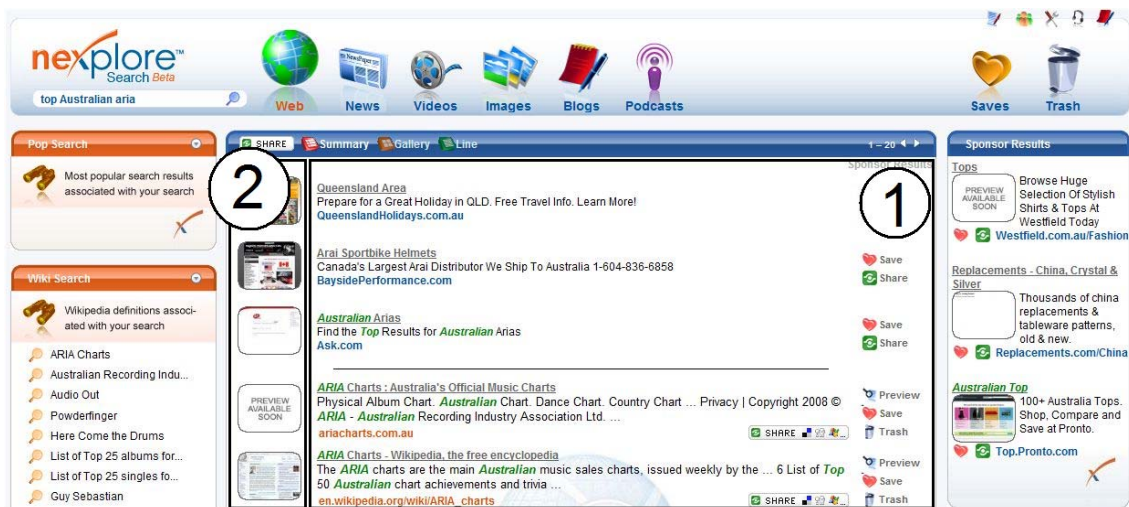 nexplore™
Search Beta
top Australian aria
Web
News
Videos
Images
Blogs
Podcasts
Saves
Trash
Pop Search
Most popular search results
associated with your search
Wiki Search
Wikipedia definitions associ-
ated with your search
ARIA Charts
Australian Recording Indu...
Audio Out
Powderfinger
Here Come the Drums
List of Top 25 albums for...
List of Top 25 singles fo...
Guy Sebastian
SHARE Summary Gallery Line
1 – 20
2
1
Sponsor Results
Queensland Area
Prepare for a Great Holiday in QLD. Free Travel Info. Learn More!
QueenslandHolidays.com.au
Arai Sportbike Helmets
Canada's Largest Arai Distributor We Ship To Australia 1-604-836-6858
BaysidePerformance.com
Save
Share
Australian Arias
Find the Top Results for Australian Arias
Ask.com
Save
Share
PREVIEW
AVAILABLE
SOON
ARIA Charts : Australia's Official Music Charts
Physical Album Chart. Australian Chart. Dance Chart. Country Chart ... Privacy | Copyright 2008 ©
ARIA - Australian Recording Industry Association Ltd. ...
ariacharts.com.au
SHARE
Preview
Save
Trash
ARIA Charts - Wikipedia, the free encyclopedia
The ARIA charts are the main Australian music sales charts, issued weekly by the ... 6 List of Top
50 Australian chart achievements and trivia ...
en.wikipedia.org/wiki/ARIA_charts
SHARE
Preview
Save
Trash
Sponsor Results
Tops
PREVIEW
AVAILABLE
SOON
Browse Huge
Selection Of Stylish
Shirts & Tops At
Westfield Today
Westfield.com.au/Fashion
Replacements - China, Crystal &
Silver
Thousands of china
replacements &
tableware patterns,
old & new.
Replacements.com/China
Australian Top
100+ Australia Tops.
Shop, Compare and
Save at Pronto.
Top.Pronto.com